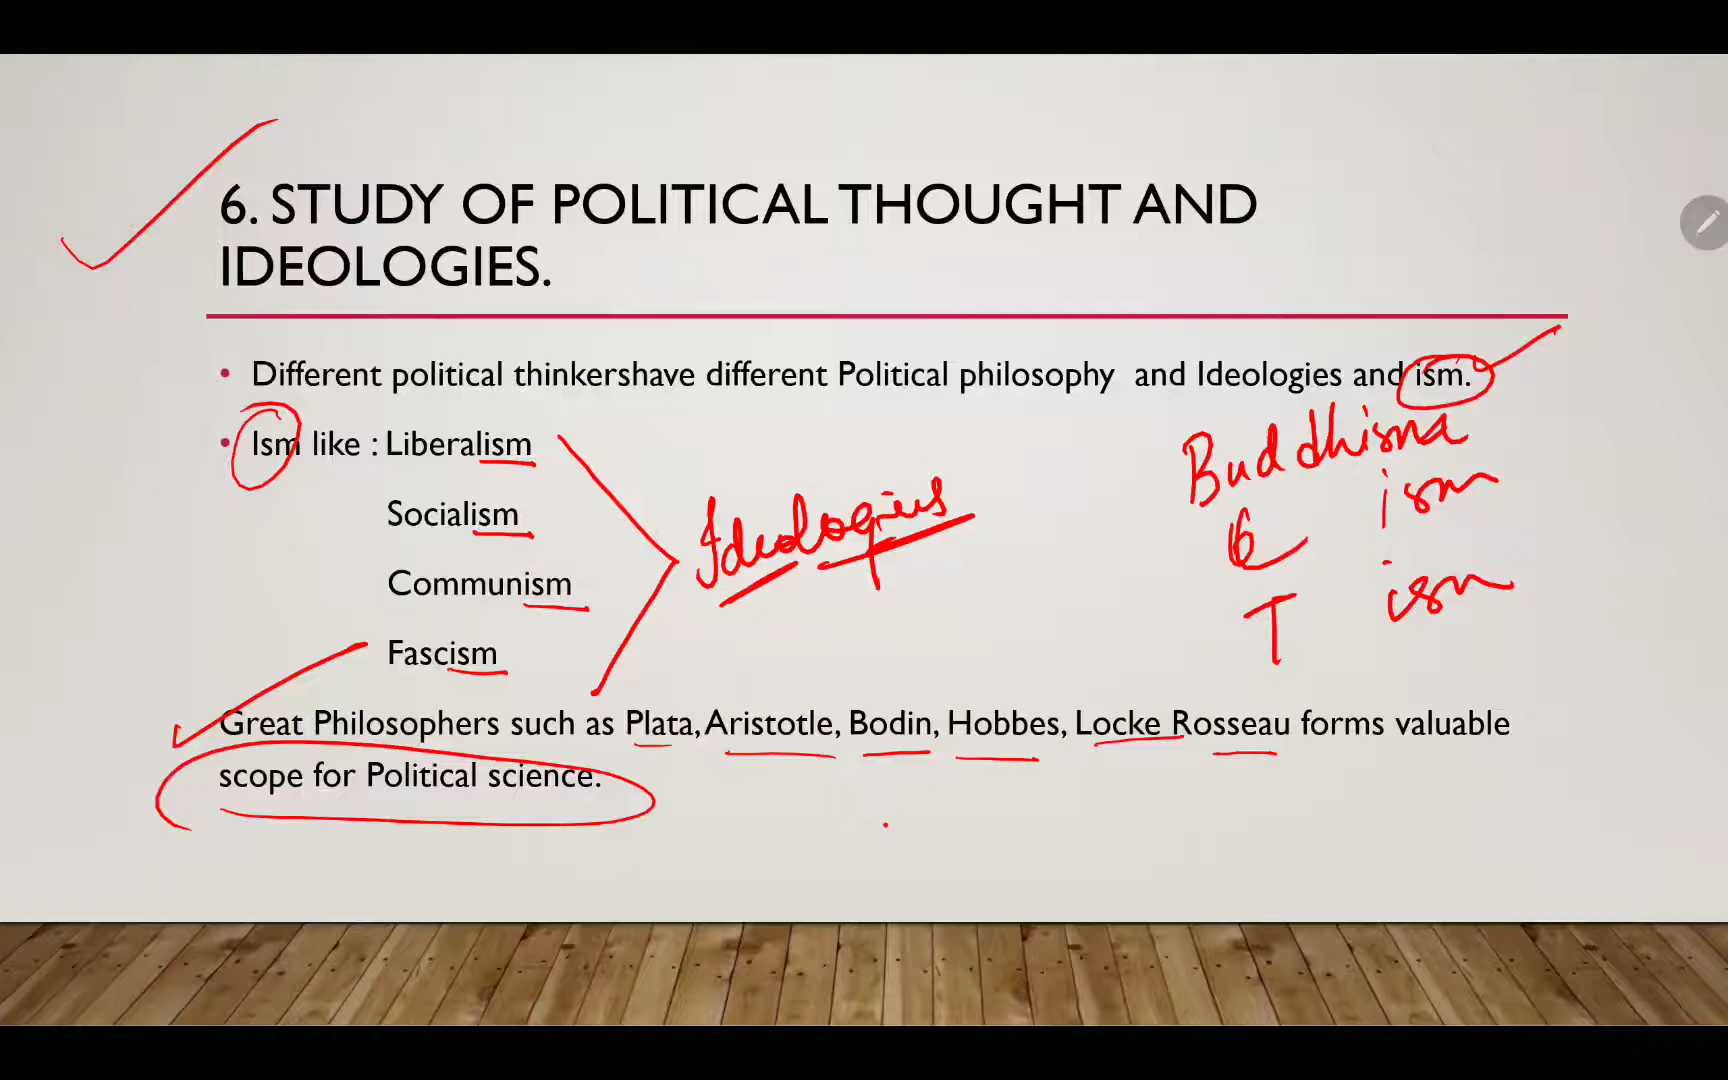 6. STUDY OF POLITICAL THOUGHT AND
IDEOLOGIES.
• Different political thinkershave different Political philosophy and Ideologies and ism.
• Ism like : Liberalism
Socialism
Communism
Fascism
Ideologies
Buddhism
ism
ism
T
Great Philosophers such as Plata, Aristotle, Bodin, Hobbes, Locke Rosseau forms valuable
scope for Political science.